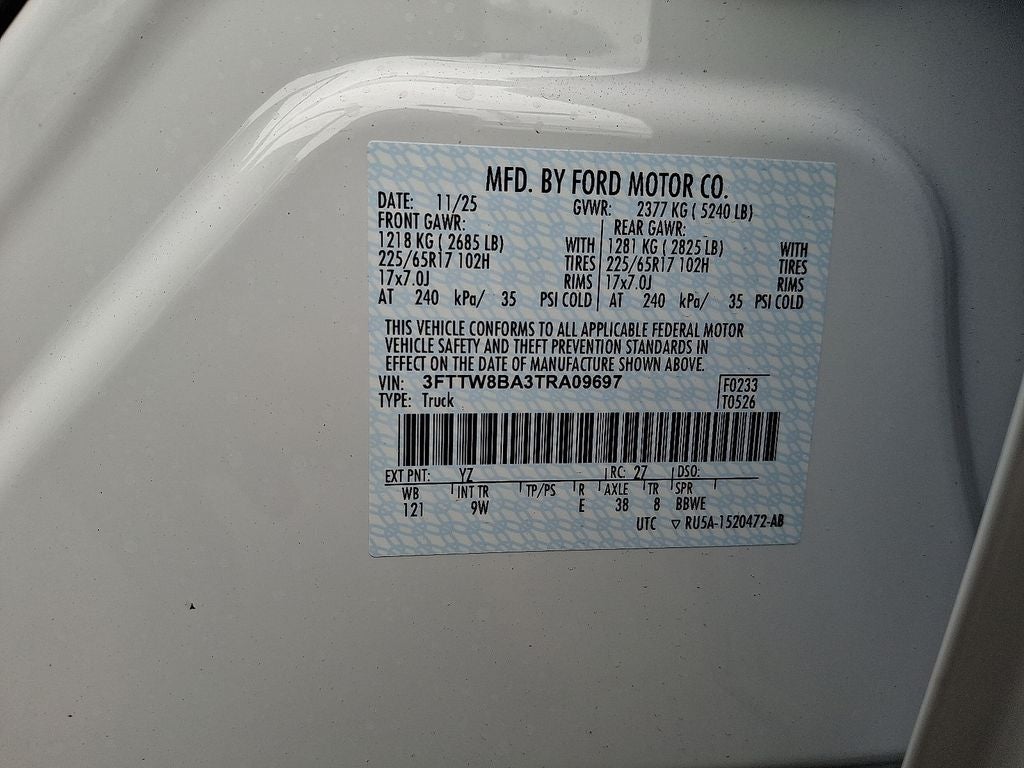 MFD. BY FORD MOTOR CO.
DATE: 11/25 GVWR: 2377 KG ( 5240 LB)
FRONT GAWR: REAR GAWR:
1218 KG ( 2685 LB) WITH 1281 KG ( 2825 LB) WITH
225/65R17 102H TIRES 225/65R17 102H TIRES
17x7.0J RIMS 17x7.0J RIMS
AT 240 kPa/ 35 PSI COLD AT 240 kPa/ 35 PSI COLD
THIS VEHICLE CONFORMS TO ALL APPLICABLE FEDERAL MOTOR
VEHICLE SAFETY AND THEFT PREVENTION STANDARDS IN
EFFECT ON THE DATE OF MANUFACTURE SHOWN ABOVE.
VIN: 3FTTW8BA3TRA09697 F0233
TYPE: Truck T0526
EXT PNT: YZ RC: 27 DSO:
WB INT TR TP/PS R AXLE TR SPR
121 9W E 38 8 BBWE
UTC ▽ RU5A-1520472-AB